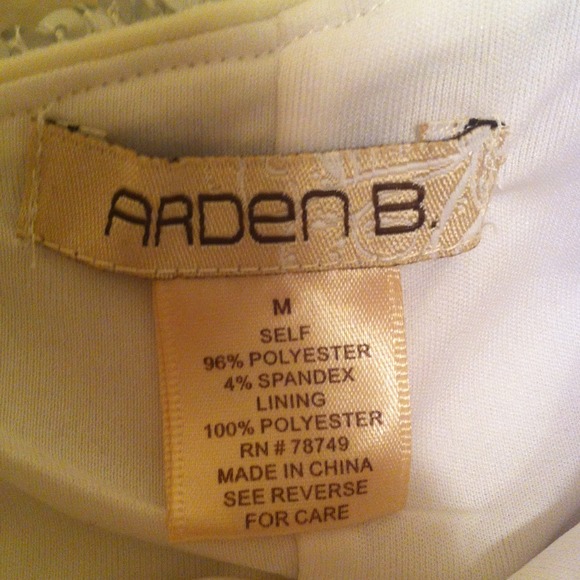 ARDen B.
M
SELF
96% POLYESTER
4% SPANDEX
LINING
100% POLYESTER
RN # 78749
MADE IN CHINA
SEE REVERSE
FOR CARE